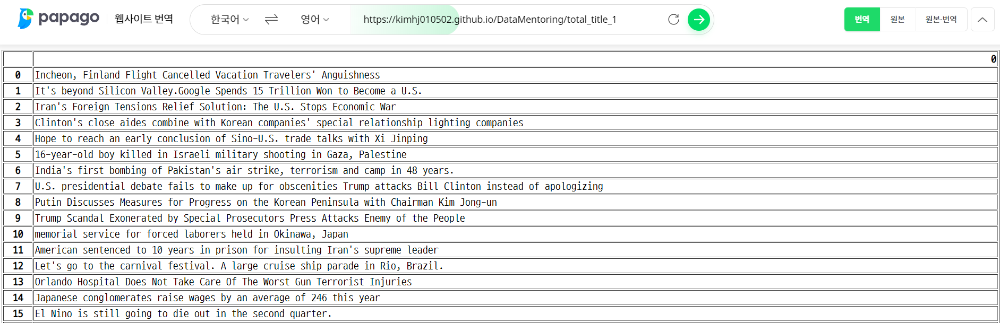 papago 웹사이트 번역 한국어 영어 https://kimhj010502.github.io/DataMentoring/total_title_1 번역 원본 원본·번역
0
0 Incheon, Finland Flight Cancelled Vacation Travelers' Anguishness
1 It's beyond Silicon Valley.Google Spends 15 Trillion Won to Become a U.S.
2 Iran's Foreign Tensions Relief Solution: The U.S. Stops Economic War
3 Clinton's close aides combine with Korean companies' special relationship lighting companies
4 Hope to reach an early conclusion of Sino-U.S. trade talks with Xi Jinping
5 16-year-old boy killed in Israeli military shooting in Gaza, Palestine
6 India's first bombing of Pakistan's air strike, terrorism and camp in 48 years.
7 U.S. presidential debate fails to make up for obscenities Trump attacks Bill Clinton instead of apologizing
8 Putin Discusses Measures for Progress on the Korean Peninsula with Chairman Kim Jong-un
9 Trump Scandal Exonerated by Special Prosecutors Press Attacks Enemy of the People
10 memorial service for forced laborers held in Okinawa, Japan
11 American sentenced to 10 years in prison for insulting Iran's supreme leader
12 Let's go to the carnival festival. A large cruise ship parade in Rio, Brazil.
13 Orlando Hospital Does Not Take Care Of The Worst Gun Terrorist Injuries
14 Japanese conglomerates raise wages by an average of 246 this year
15 El Nino is still going to die out in the second quarter.